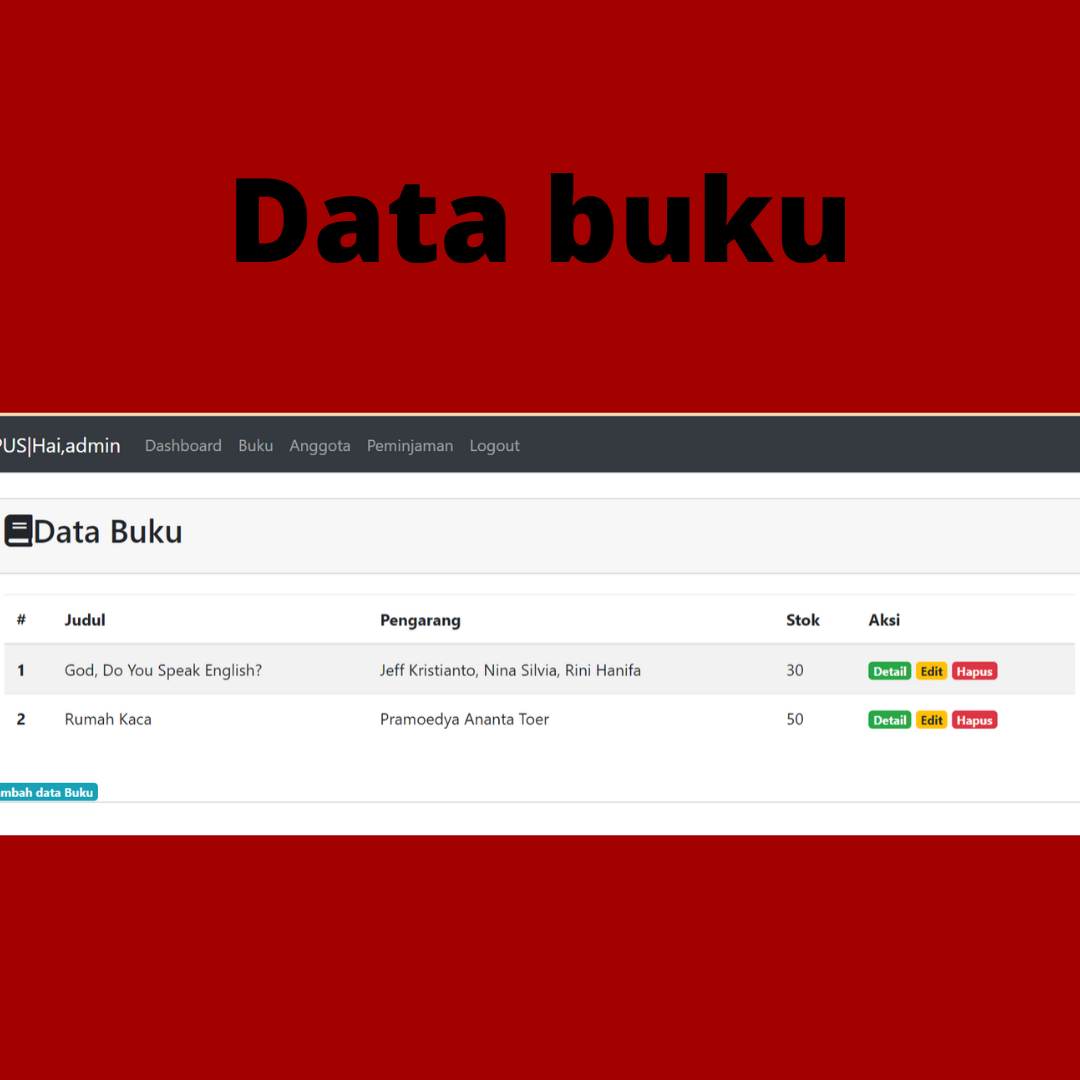 Data buku
PUS|Hai,admin Dashboard Buku Anggota Peminjaman Logout
Data Buku
# Judul Pengarang Stok Aksi
1 God, Do You Speak English? Jeff Kristianto, Nina Silvia, Rini Hanifa 30 Detail Edit Hapus
2 Rumah Kaca Pramoedya Ananta Toer 50 Detail Edit Hapus
mbah data Buku